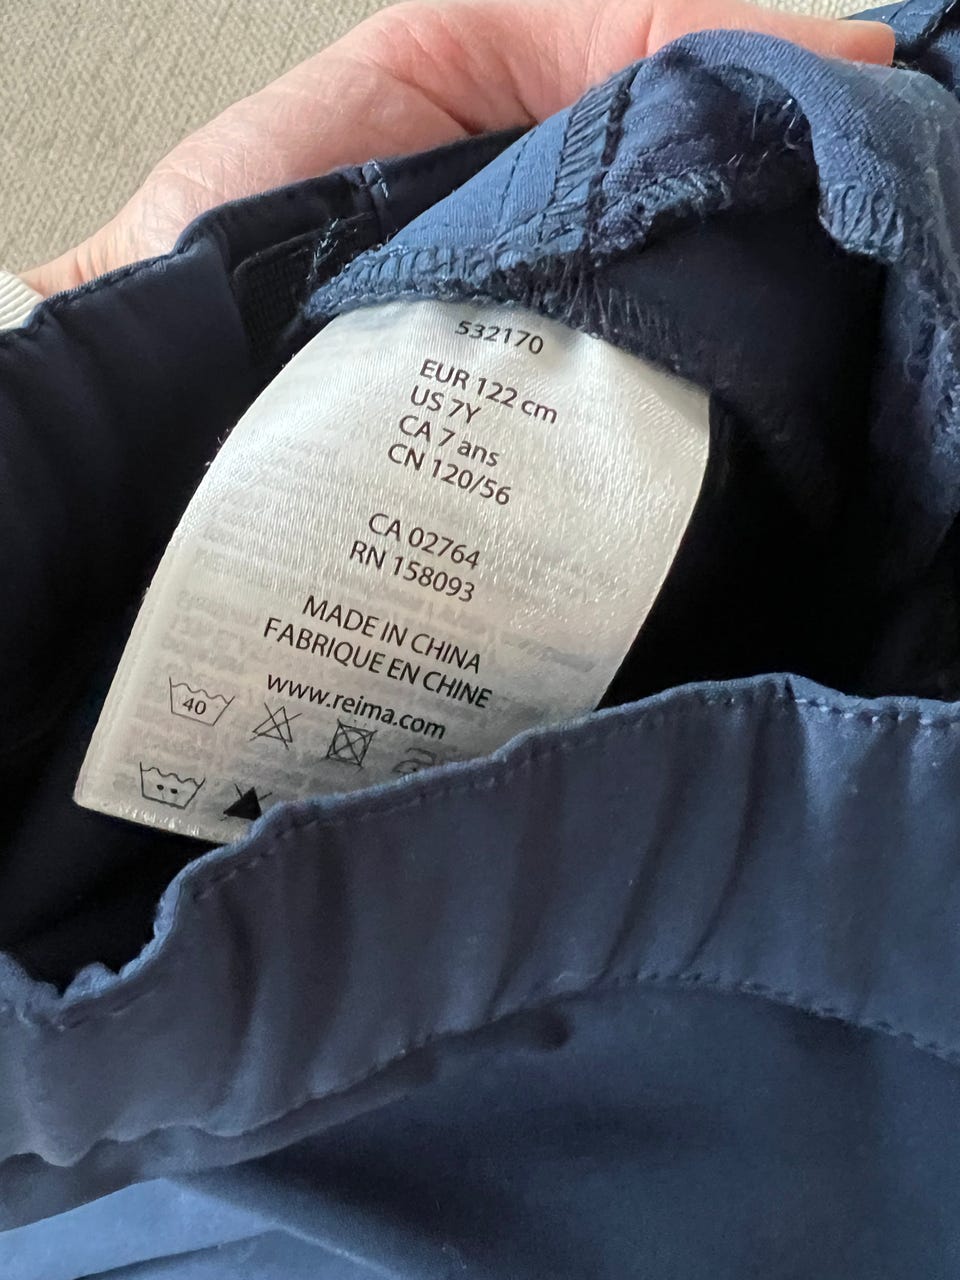 532170
EUR 122 cm
US 7Y
CA 7 ans
CN 120/56
CA 02764
RN 158093
MADE IN CHINA
FABRIQUE EN CHINE
www.reima.com
40